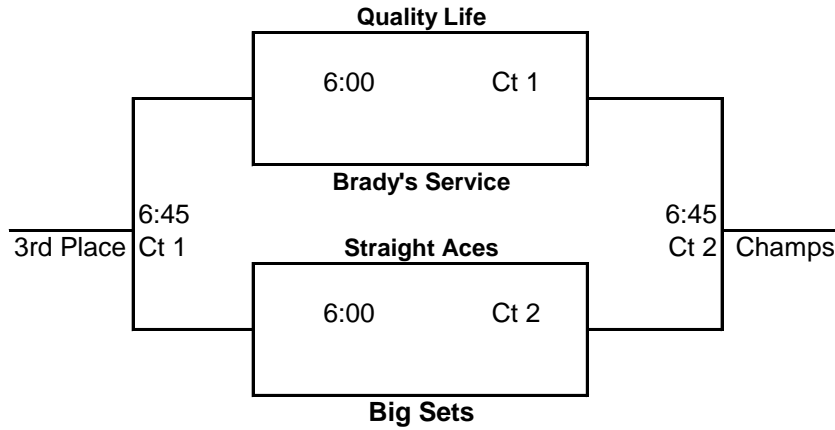 Quality Life
6:00 Ct 1
Brady's Service
6:45 6:45
3rd Place Ct 1 Straight Aces Ct 2 Champs
6:00 Ct 2
Big Sets